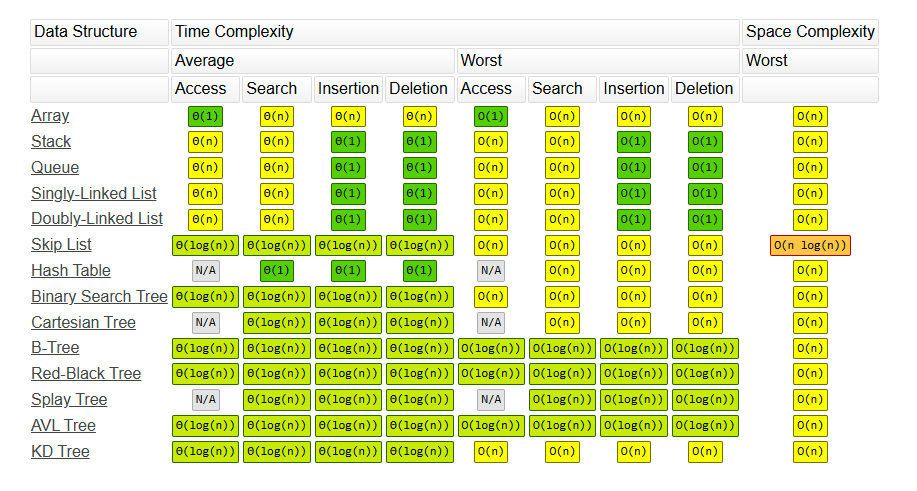 Data Structure Time Complexity Space Complexity
Average Worst Worst
Access Search Insertion Deletion Access Search Insertion Deletion
Array Θ(1) Θ(n) Θ(n) Θ(n) O(1) O(n) O(n) O(n) O(n)
Stack Θ(n) Θ(n) Θ(1) Θ(1) O(n) O(n) O(1) O(1) O(n)
Queue Θ(n) Θ(n) Θ(1) Θ(1) O(n) O(n) O(1) O(1) O(n)
Singly-Linked List Θ(n) Θ(n) Θ(1) Θ(1) O(n) O(n) O(1) O(1) O(n)
Doubly-Linked List Θ(n) Θ(n) Θ(1) Θ(1) O(n) O(n) O(1) O(1) O(n)
Skip List Θ(log(n)) Θ(log(n)) Θ(log(n)) Θ(log(n)) O(n) O(n) O(n) O(n) O(n log(n))
Hash Table N/A Θ(1) Θ(1) Θ(1) N/A O(n) O(n) O(n) O(n)
Binary Search Tree Θ(log(n)) Θ(log(n)) Θ(log(n)) Θ(log(n)) O(n) O(n) O(n) O(n) O(n)
Cartesian Tree N/A Θ(log(n)) Θ(log(n)) Θ(log(n)) N/A O(n) O(n) O(n) O(n)
B-Tree Θ(log(n)) Θ(log(n)) Θ(log(n)) Θ(log(n)) O(log(n)) O(log(n)) O(log(n)) O(log(n)) O(n)
Red-Black Tree Θ(log(n)) Θ(log(n)) Θ(log(n)) Θ(log(n)) O(log(n)) O(log(n)) O(log(n)) O(log(n)) O(n)
Splay Tree N/A Θ(log(n)) Θ(log(n)) Θ(log(n)) N/A O(log(n)) O(log(n)) O(log(n)) O(n)
AVL Tree Θ(log(n)) Θ(log(n)) Θ(log(n)) Θ(log(n)) O(log(n)) O(log(n)) O(log(n)) O(log(n)) O(n)
KD Tree Θ(log(n)) Θ(log(n)) Θ(log(n)) Θ(log(n)) O(n) O(n) O(n) O(n) O(n)